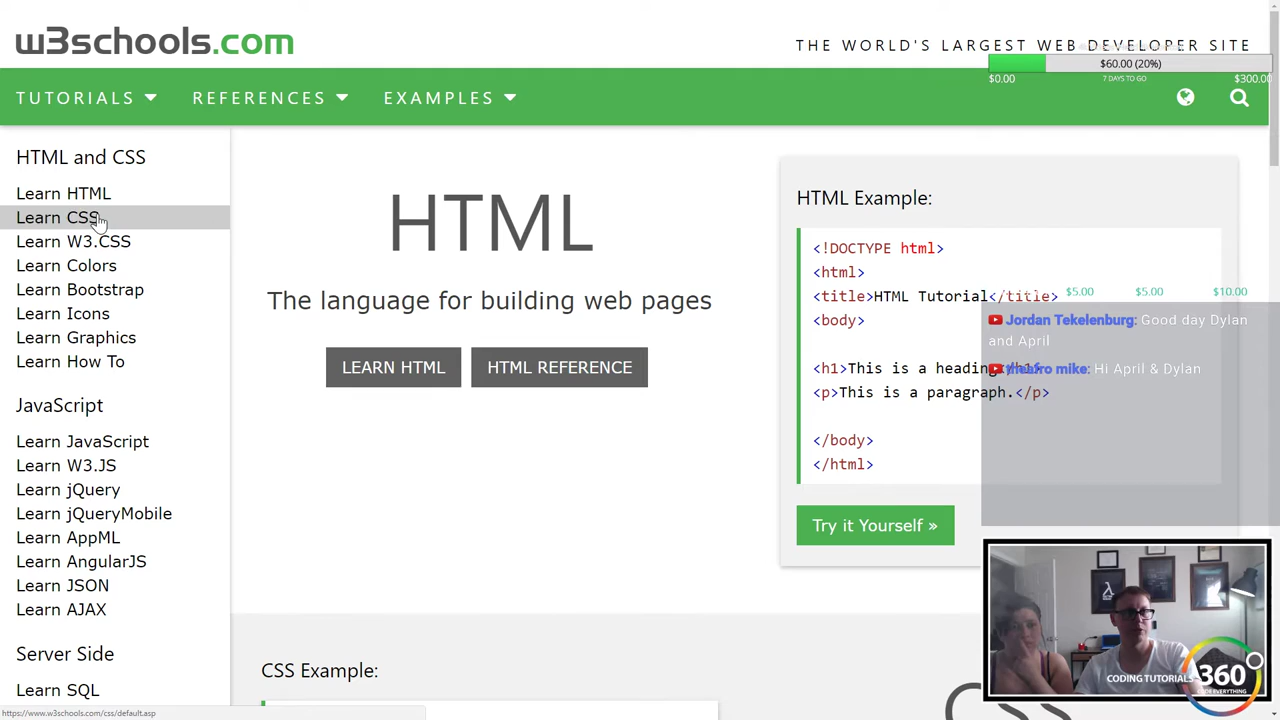 w3schools.com
THE WORLD'S LARGEST WEB DEVELOPER SITE
$60.00 (20%)
$0.00
7 DAYS TO GO
$300.00
TUTORIALS
REFERENCES
EXAMPLES
HTML and CSS
Learn HTML
Learn CSS
Learn W3.CSS
Learn Colors
Learn Bootstrap
Learn Icons
Learn Graphics
Learn How To
JavaScript
Learn JavaScript
Learn W3.JS
Learn jQuery
Learn jQueryMobile
Learn AppML
Learn AngularJS
Learn JSON
Learn AJAX
Server Side
Learn SQL
https://www.w3schools.com/css/default.asp
HTML
The language for building web pages
LEARN HTML
HTML REFERENCE
CSS Example:
HTML Example:
<!DOCTYPE html>
<html>
<title>HTML Tutorial</title>
<body>
<h1>This is a heading</h1>
<p>This is a paragraph.</p>
</body>
</html>
Try it Yourself »
$5.00 $5.00 $10.00
Jordan Tekelenburg: Good day Dylan
and April
theafro mike: Hi April & Dylan
CODING TUTORIALS 360
CODE EVERYTHING